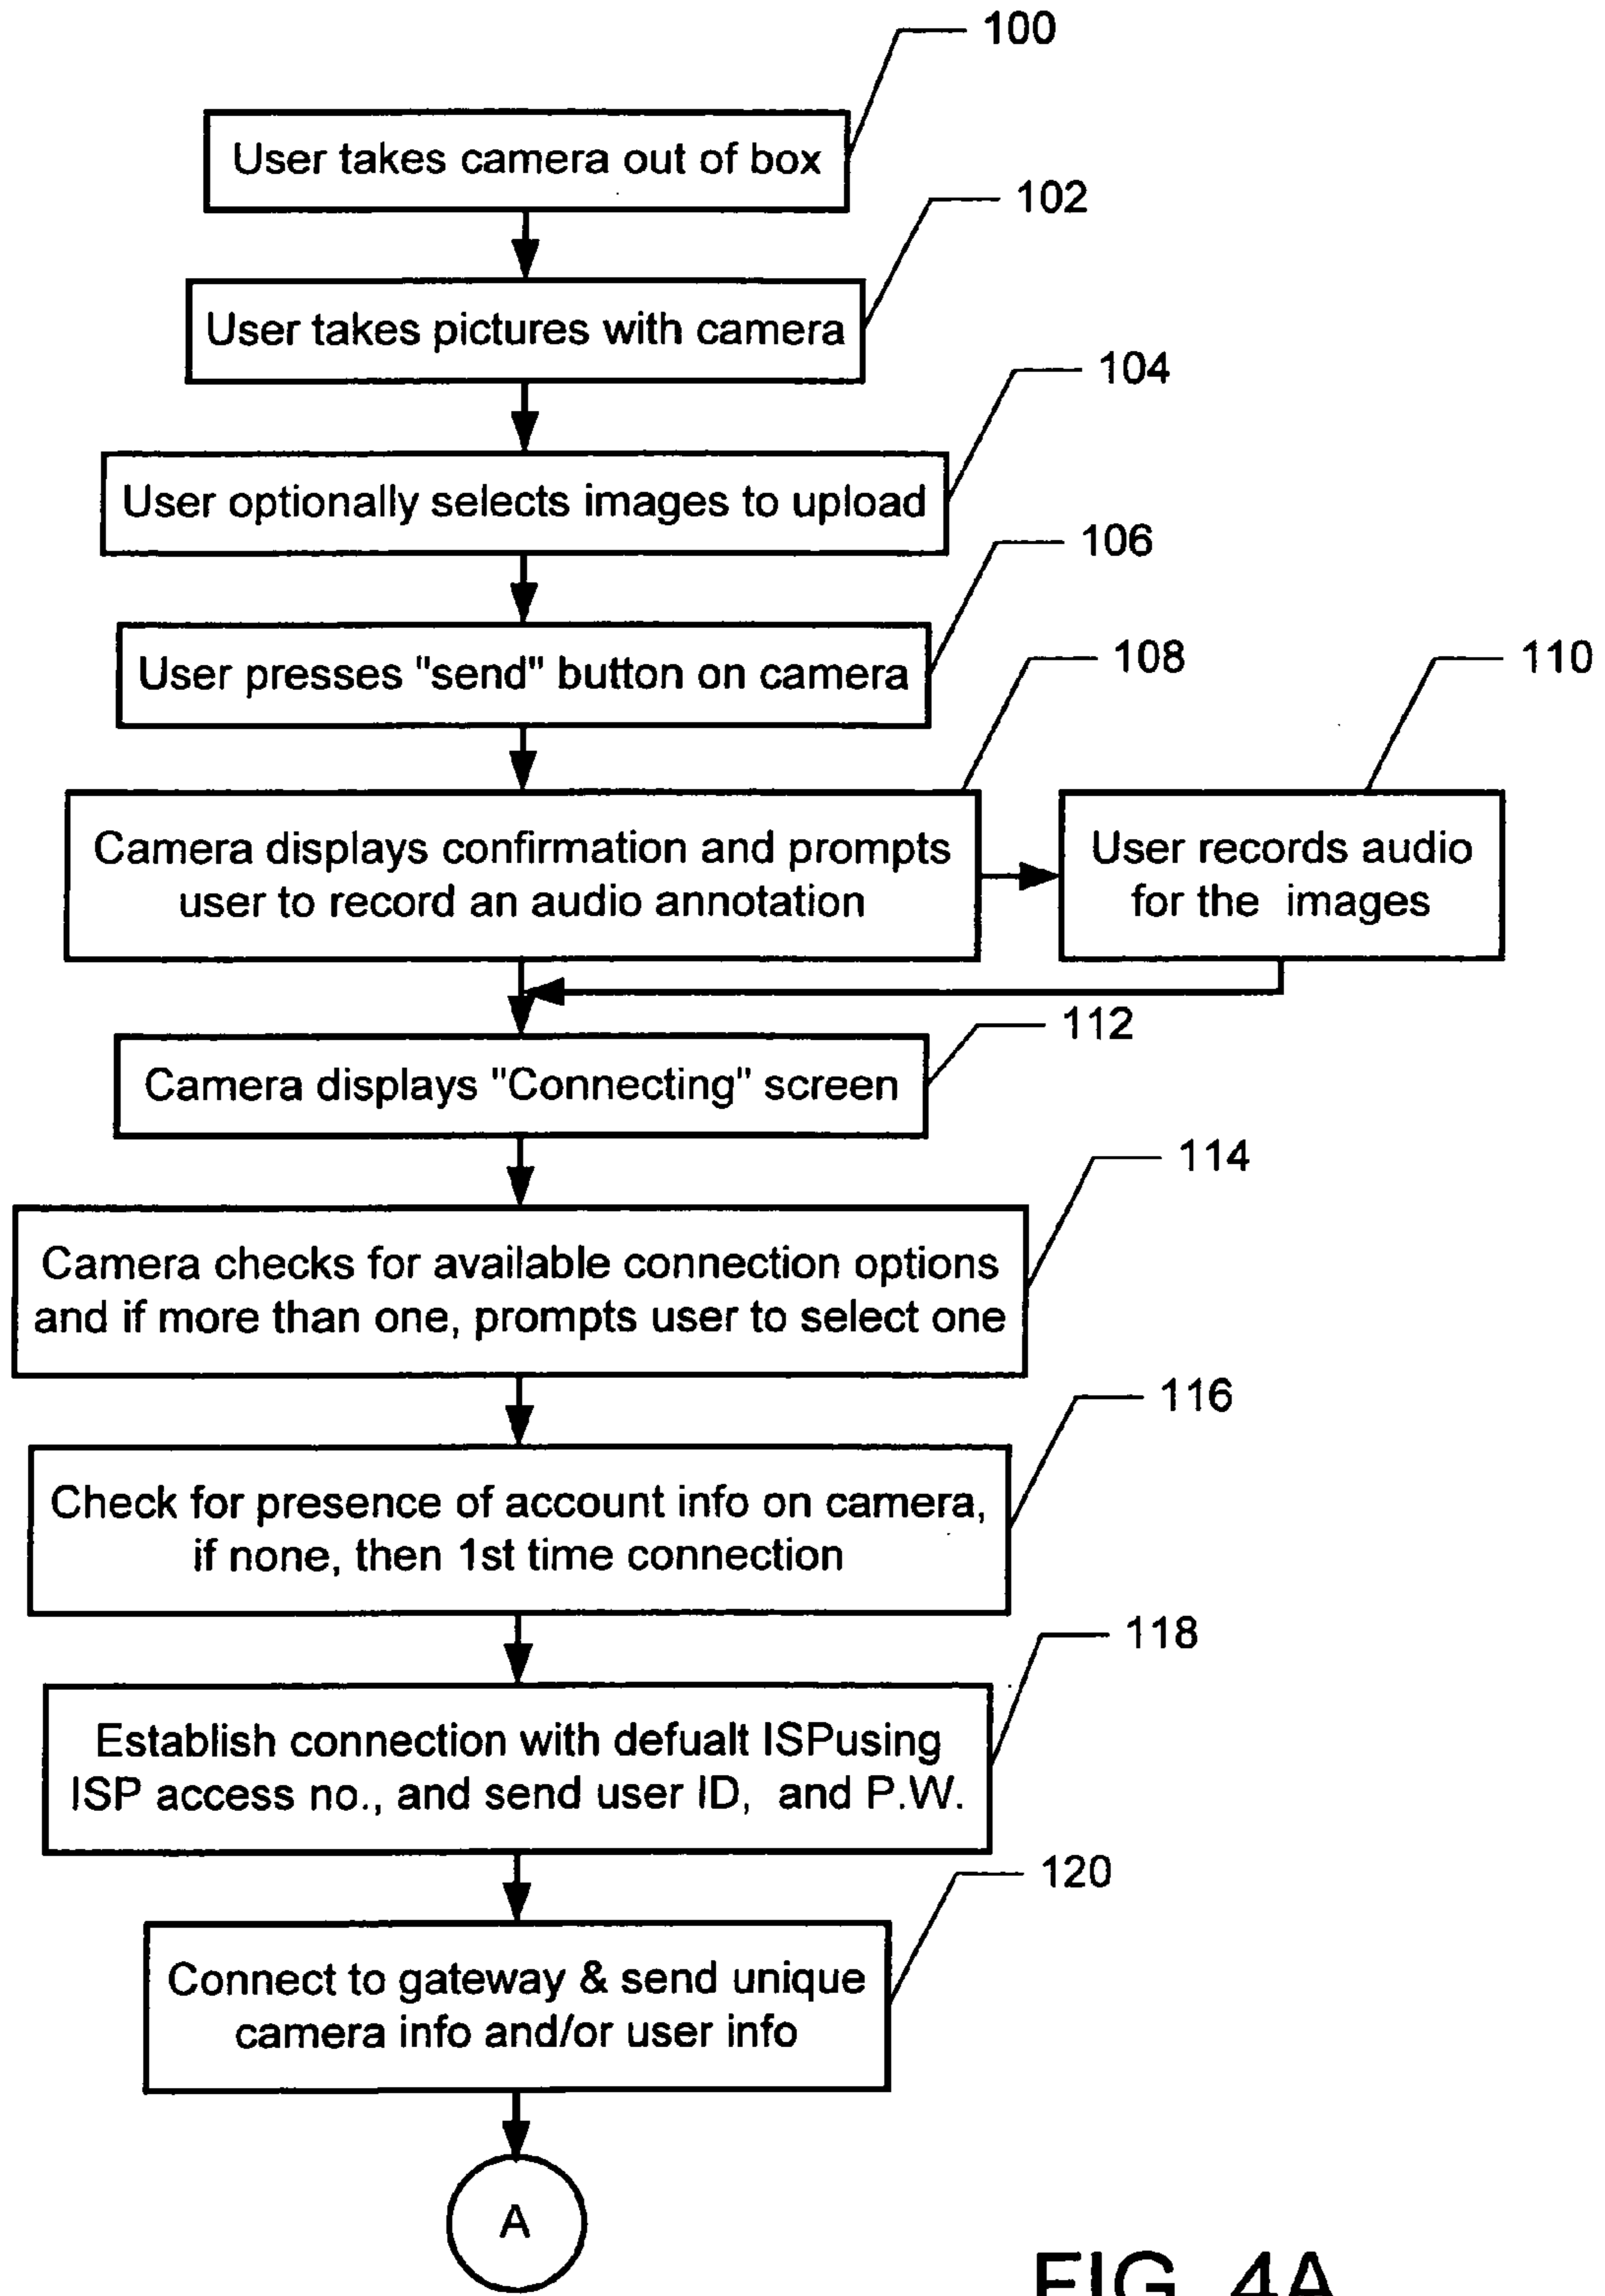 100
User takes camera out of box
102
User takes pictures with camera
104
User optionally selects images to upload
106
User presses "send" button on camera
108
Camera displays confirmation and prompts
user to record an audio annotation
110
User records audio
for the images
112
Camera displays "Connecting" screen
114
Camera checks for available connection options
and if more than one, prompts user to select one
116
Check for presence of account info on camera,
if none, then 1st time connection
118
Establish connection with defualt ISPusing
ISP access no., and send user ID, and P.W.
120
Connect to gateway & send unique
camera info and/or user info
A
FIG. 4A